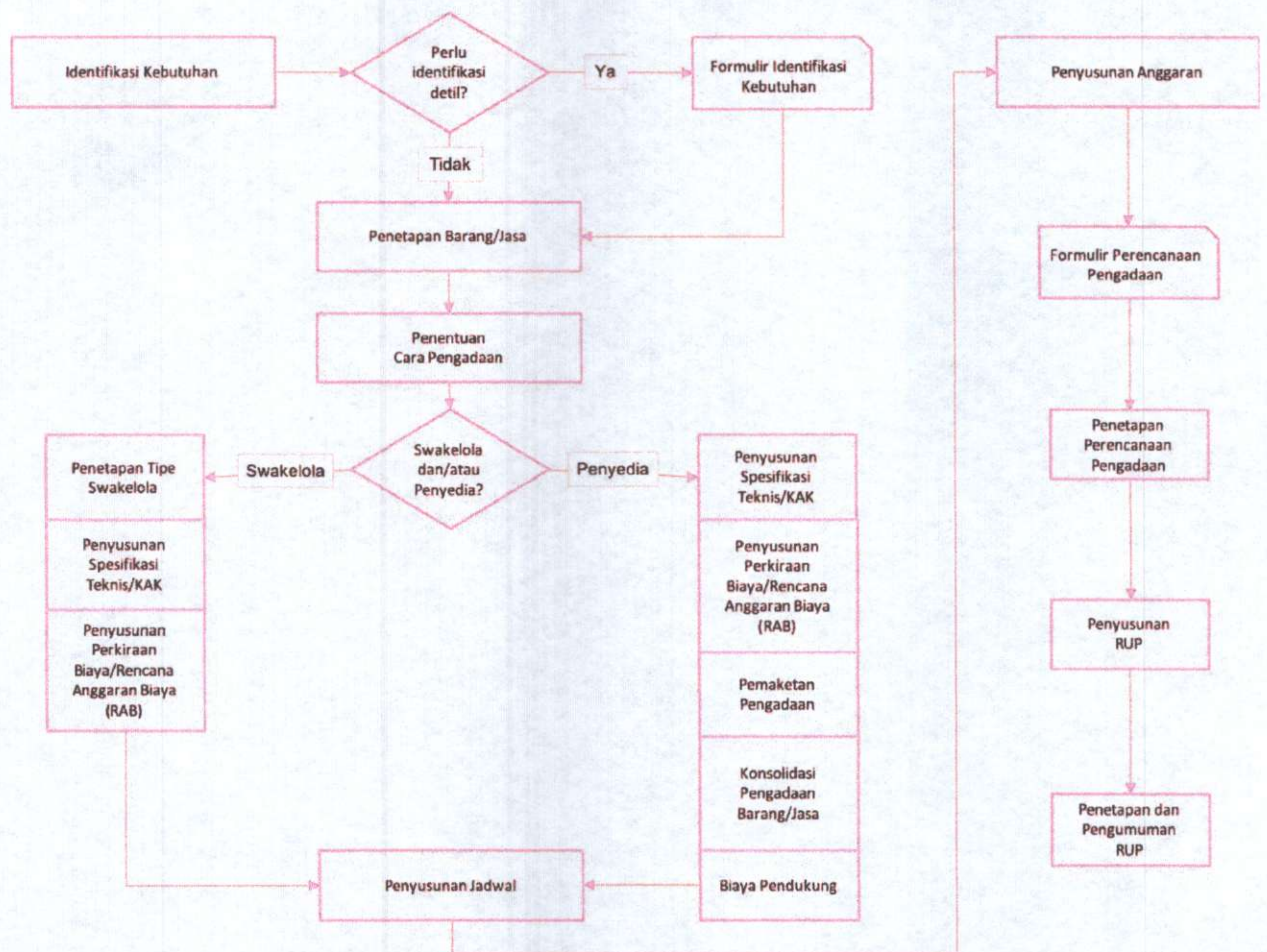 Identifikasi Kebutuhan
Perlu
identifikasi
detil?
Ya
Formulir Identifikasi
Kebutuhan
Tidak
Penetapan Barang/Jasa
Penentuan
Cara Pengadaan
Swakelola
dan/atau
Penyedia?
Swakelola
Penetapan Tipe
Swakelola
Penyusunan
Spesifikasi
Teknis/KAK
Penyusunan
Perkiraan
Biaya/Rencana
Anggaran Biaya
(RAB)
Penyedia
Penyusunan
Spesifikasi
Teknis/KAK
Penyusunan
Perkiraan
Biaya/Rencana
Anggaran Biaya
(RAB)
Pemaketan
Pengadaan
Konsolidasi
Pengadaan
Barang/Jasa
Biaya Pendukung
Penyusunan Jadwal
Penyusunan Anggaran
Formulir Perencanaan
Pengadaan
Penetapan
Perencanaan
Pengadaan
Penyusunan
RUP
Penetapan dan
Pengumuman
RUP